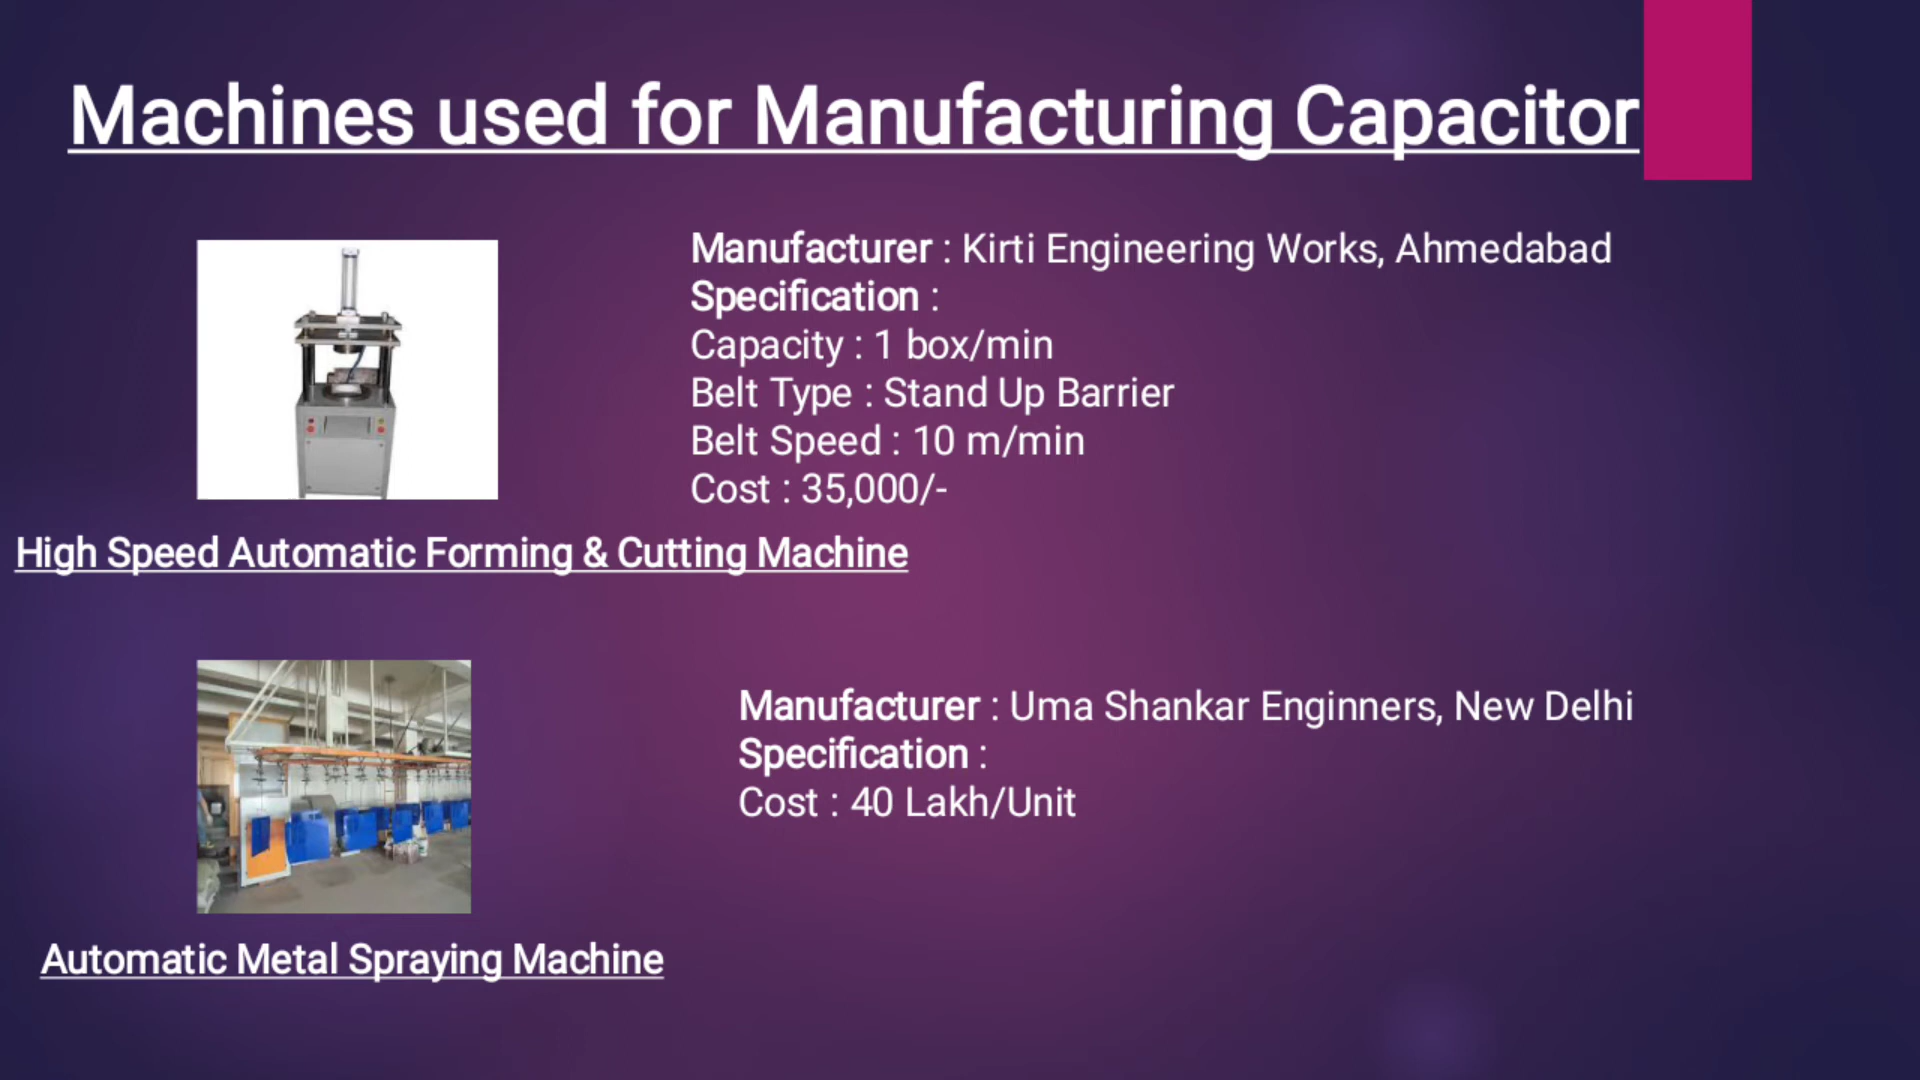 Machines used for Manufacturing Capacitor
Manufacturer : Kirti Engineering Works, Ahmedabad
Specification :
Capacity : 1 box/min
Belt Type : Stand Up Barrier
Belt Speed : 10 m/min
Cost : 35,000/-
High Speed Automatic Forming & Cutting Machine
Manufacturer : Uma Shankar Enginners, New Delhi
Specification :
Cost : 40 Lakh/Unit
Automatic Metal Spraying Machine